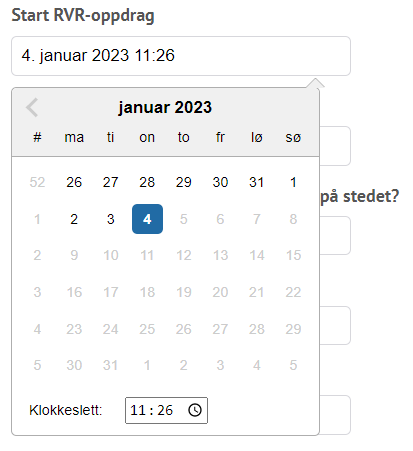 Start RVR-oppdrag
4. januar 2023 11:26
januar 2023
# ma ti on to fr lø sø
52 26 27 28 29 30 31 1
på stedet?
1 2 3 4 5 6 7 8
2 9 10 11 12 13 14 15
3 16 17 18 19 20 21 22
4 23 24 25 26 27 28 29
5 30 31 1 2 3 4 5
Klokkeslett: 11:26